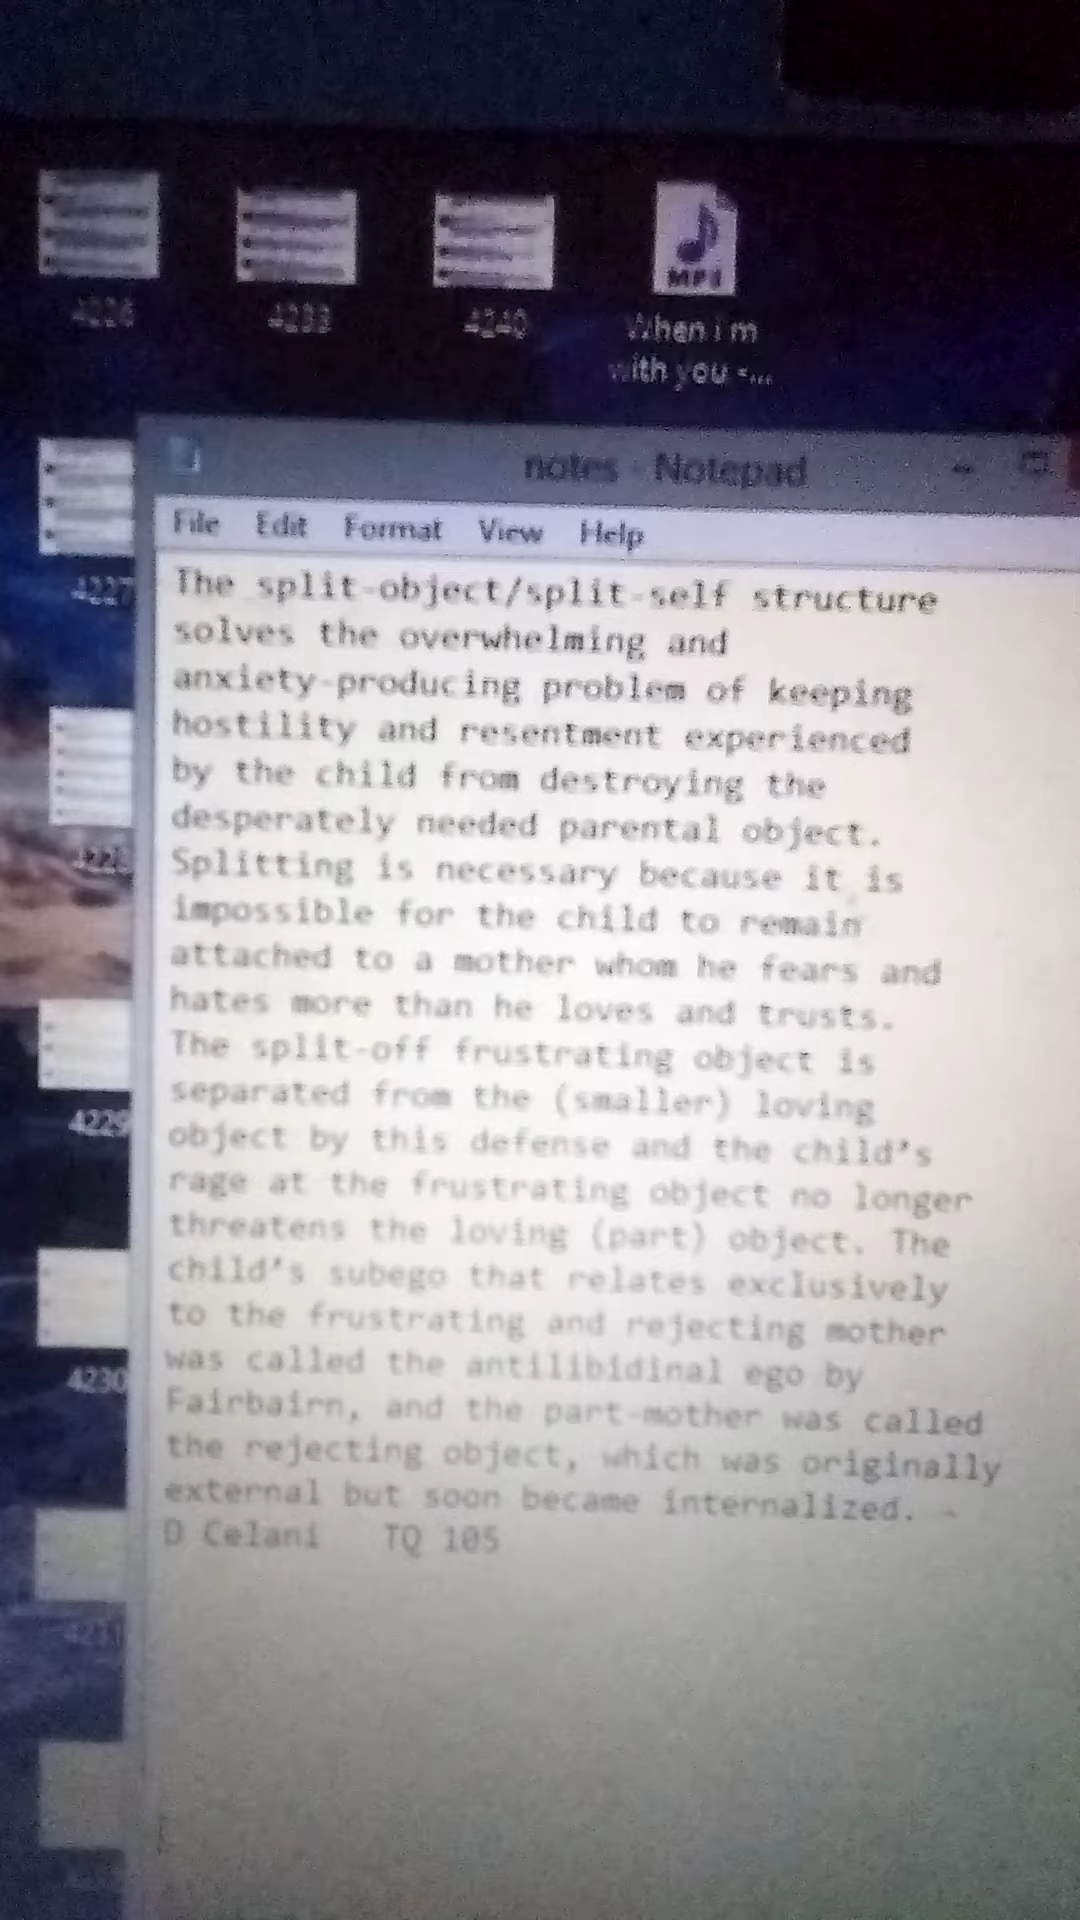 4226
4233
4240
MP3
When i m
with you -...
notes - Notepad
File Edit Format View Help
4227
The split-object/split-self structure
solves the overwhelming and
anxiety-producing problem of keeping
hostility and resentment experienced
by the child from destroying the
desperately needed parental object.
Splitting is necessary because it is
impossible for the child to remain
attached to a mother whom he fears and
hates more than he loves and trusts.
The split-off frustrating object is
separated from the (smaller) loving
object by this defense and the child's
rage at the frustrating object no longer
threatens the loving (part) object. The
child's subego that relates exclusively
to the frustrating and rejecting mother
was called the antilibidinal ego by
Fairbairn, and the part-mother was called
the rejecting object, which was originally
external but soon became internalized. -
D Celani TQ 105
4229
4230